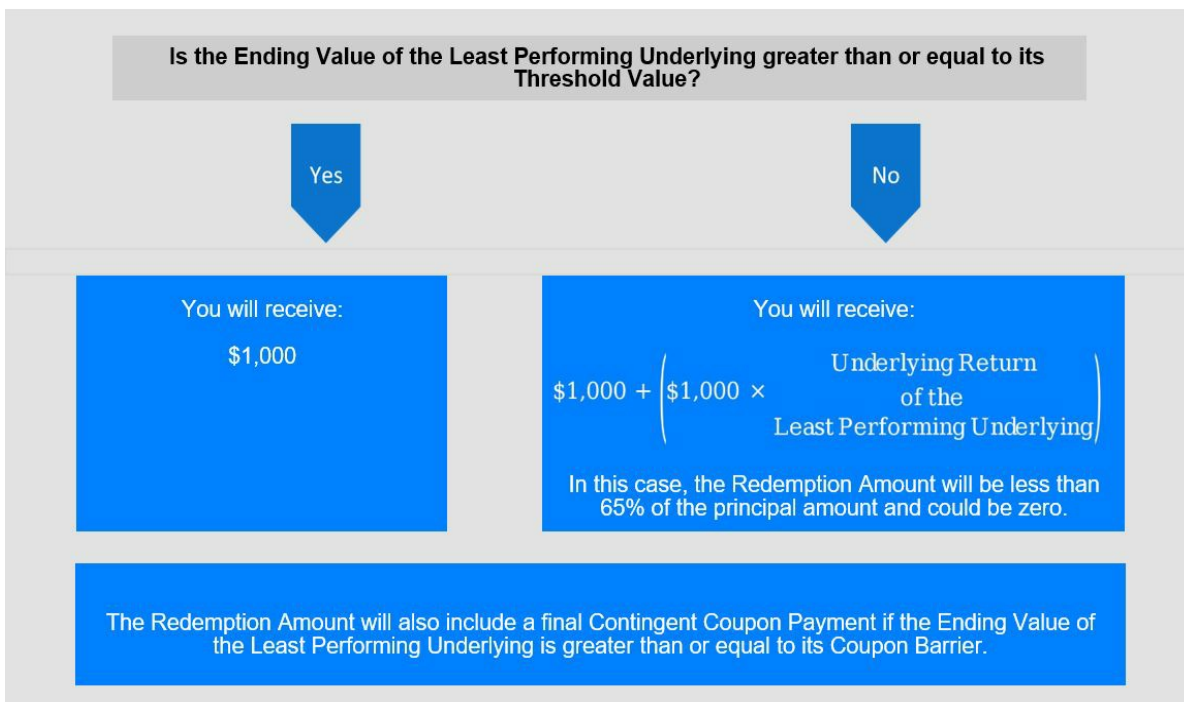 Is the Ending Value of the Least Performing Underlying greater than or equal to its
Threshold Value?
Yes
No
You will receive:
$1,000
You will receive:
$1,000 + ($1,000 × Underlying Return
of the
Least Performing Underlying)
In this case, the Redemption Amount will be less than
65% of the principal amount and could be zero.
The Redemption Amount will also include a final Contingent Coupon Payment if the Ending Value of
the Least Performing Underlying is greater than or equal to its Coupon Barrier.